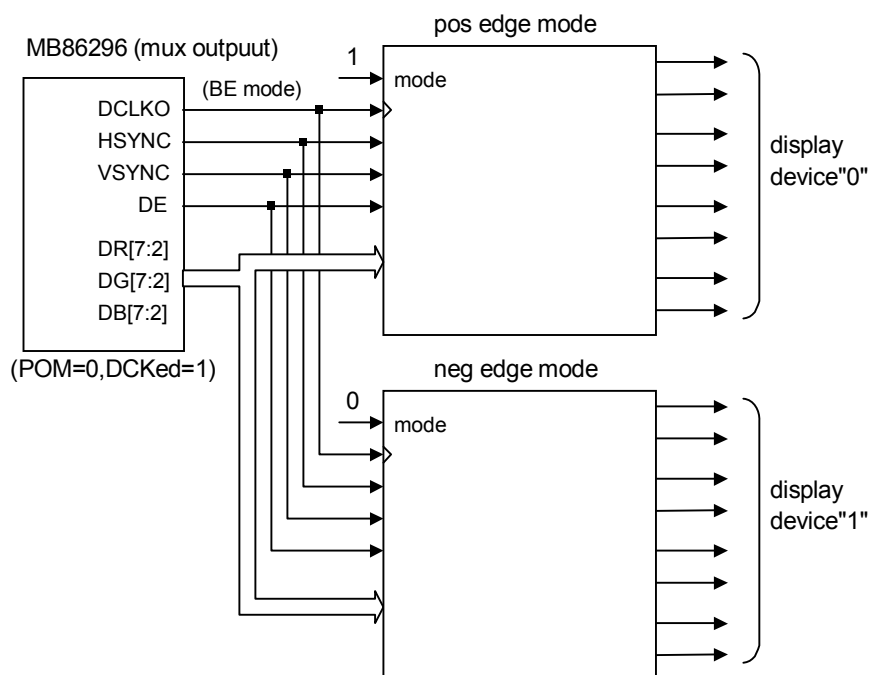 pos edge mode
MB86296 (mux outpuut)
1
mode
(BE mode)
DCLKO
HSYNC
VSYNC
DE
DR[7:2]
DG[7:2]
DB[7:2]
(POM=0,DCKed=1)
display
device"0"
neg edge mode
0
mode
display
device"1"